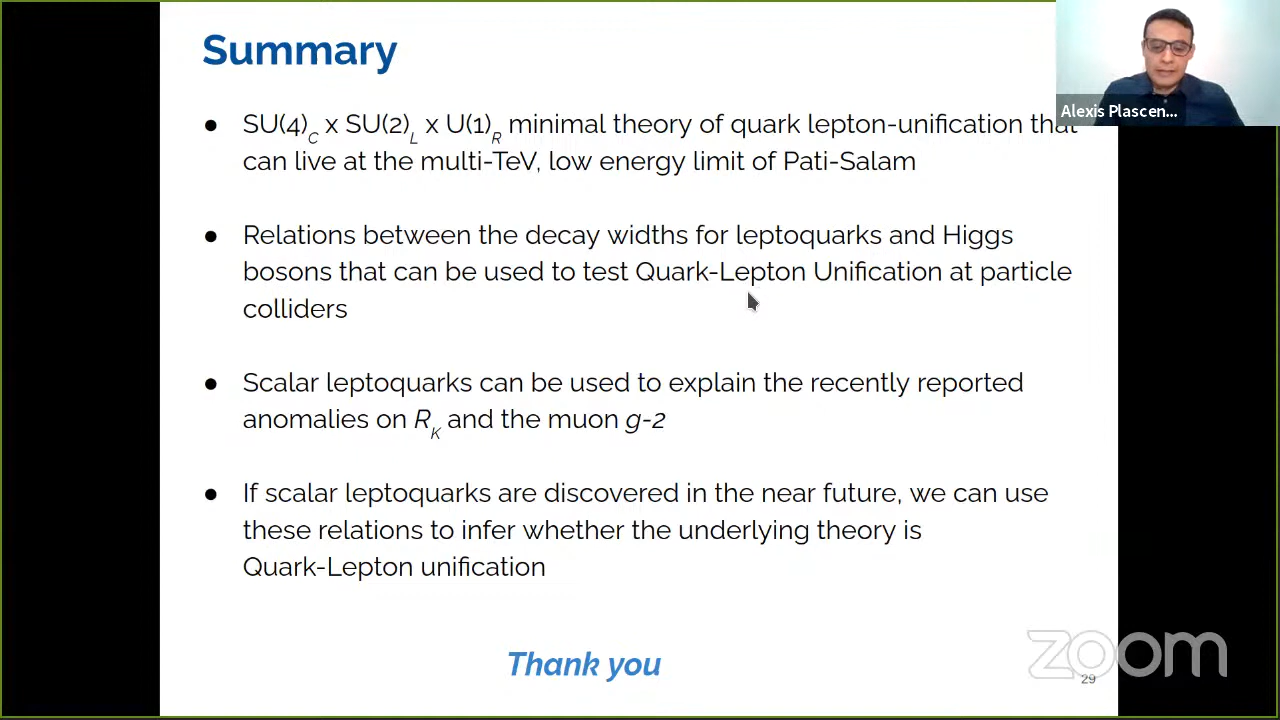 Summary
Alexis Plascen...
● SU(4)C x SU(2)L x U(1)R minimal theory of quark lepton-unification that
can live at the multi-TeV, low energy limit of Pati-Salam
● Relations between the decay widths for leptoquarks and Higgs
bosons that can be used to test Quark-Lepton Unification at particle
colliders
● Scalar leptoquarks can be used to explain the recently reported
anomalies on RK and the muon g-2
● If scalar leptoquarks are discovered in the near future, we can use
these relations to infer whether the underlying theory is
Quark-Lepton unification
Thank you
zoom
29